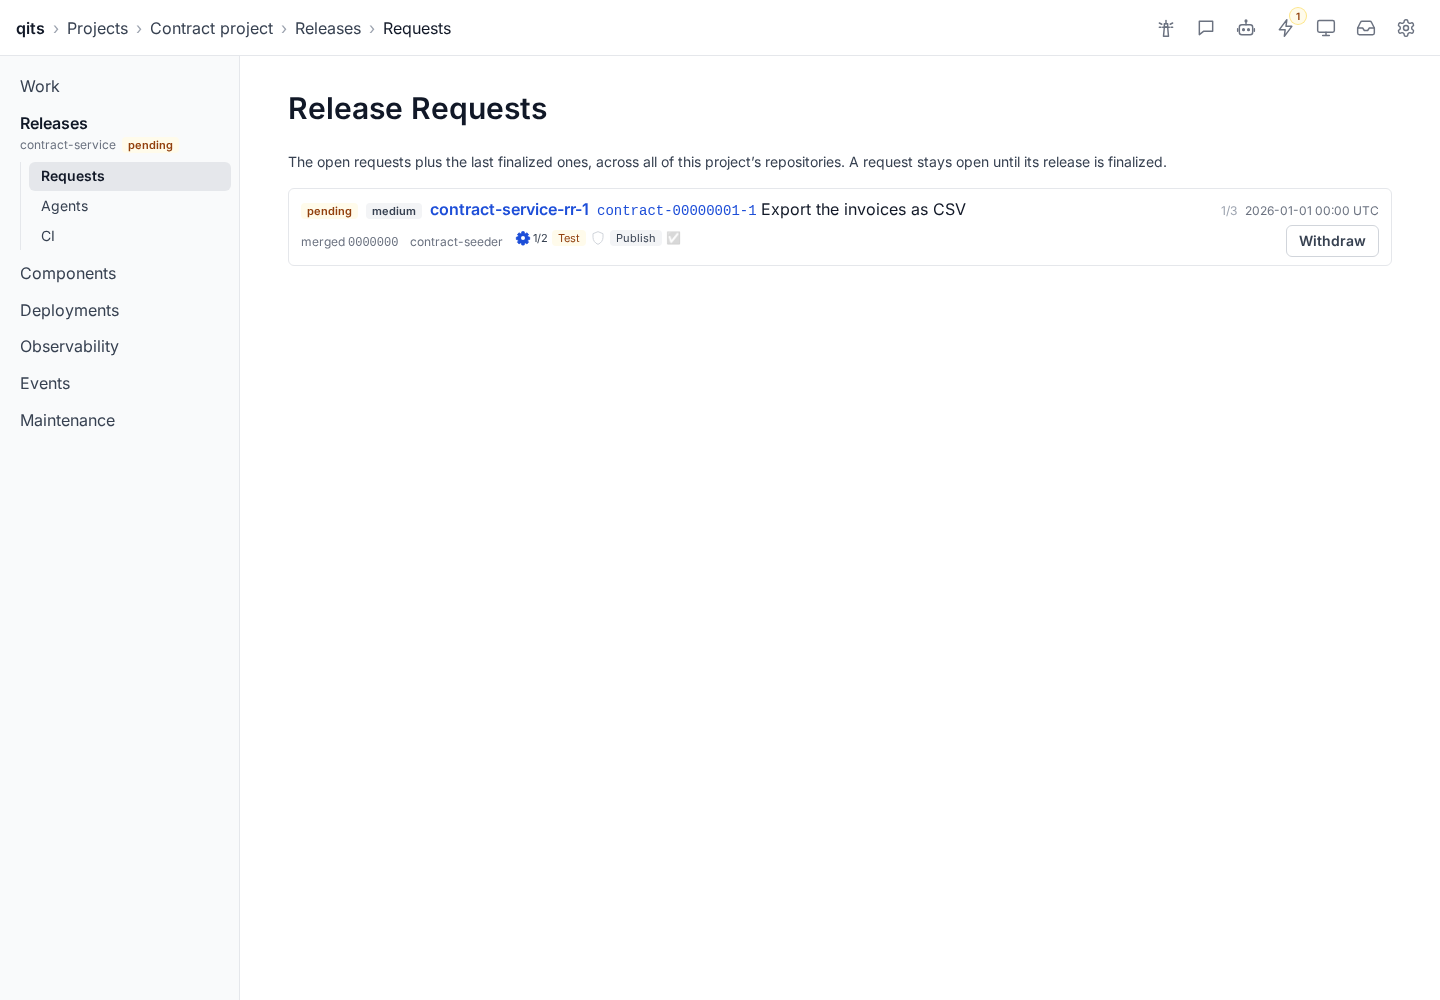 qits › Projects › Contract project › Releases › Requests
1
Work
Releases
contract-service pending
Requests
Agents
CI
Components
Deployments
Observability
Events
Maintenance
Release Requests
The open requests plus the last finalized ones, across all of this project’s repositories. A request stays open until its release is finalized.
pending medium contract-service-rr-1 contract-00000001-1 Export the invoices as CSV 1/3 2026-01-01 00:00 UTC
merged 0000000 contract-seeder 1/2 Test Publish Withdraw